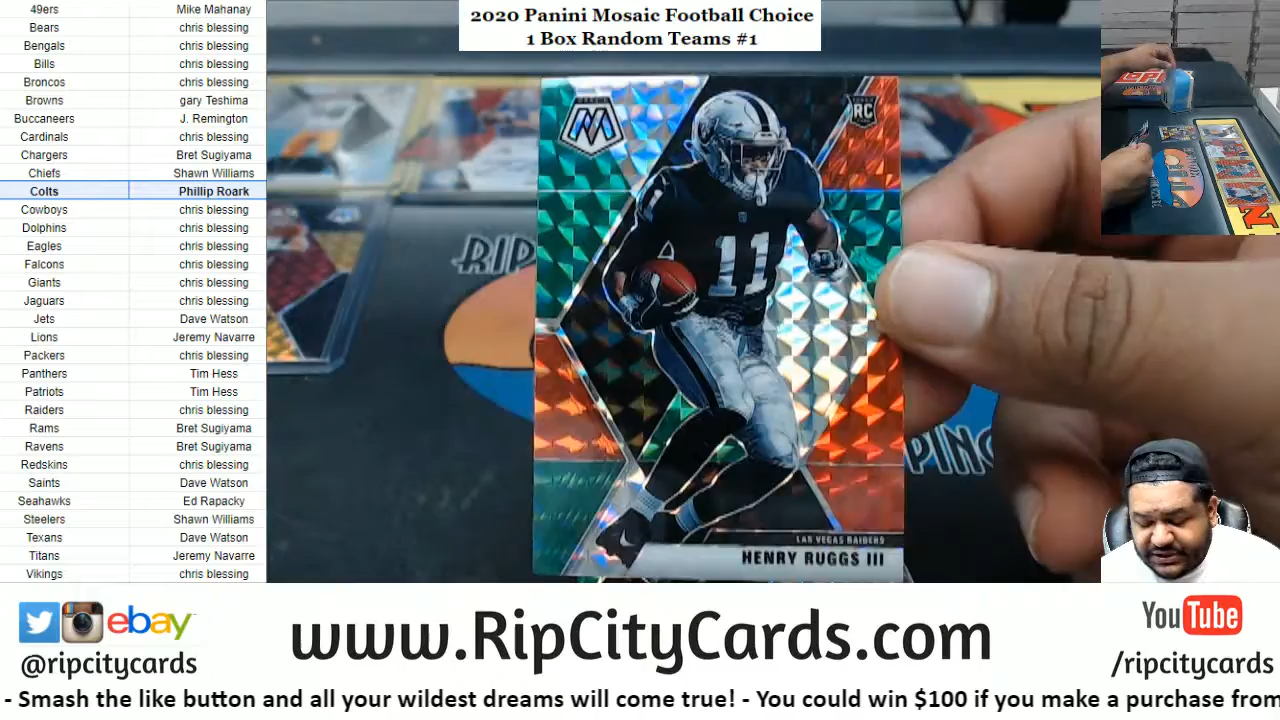 49ers Mike Mahanay
Bears chris blessing
Bengals chris blessing
Bills chris blessing
Broncos chris blessing
Browns gary Teshima
Buccaneers J. Remington
Cardinals chris blessing
Chargers Bret Sugiyama
Chiefs Shawn Williams
Colts Phillip Roark
Cowboys chris blessing
Dolphins chris blessing
Eagles chris blessing
Falcons chris blessing
Giants chris blessing
Jaguars chris blessing
Jets Dave Watson
Lions Jeremy Navarre
Packers chris blessing
Panthers Tim Hess
Patriots Tim Hess
Raiders chris blessing
Rams Bret Sugiyama
Ravens Bret Sugiyama
Redskins chris blessing
Saints Dave Watson
Seahawks Ed Rapacky
Steelers Shawn Williams
Texans Dave Watson
Titans Jeremy Navarre
Vikings chris blessing
2020 Panini Mosaic Football Choice
1 Box Random Teams #1
RC
11
LAS VEGAS RAIDERS
HENRY RUGGS III
RIP
PING
ebay
@ripcitycards
www.RipCityCards.com
YouTube
/ripcitycards
- Smash the like button and all your wildest dreams will come true! - You could win $100 if you make a purchase from